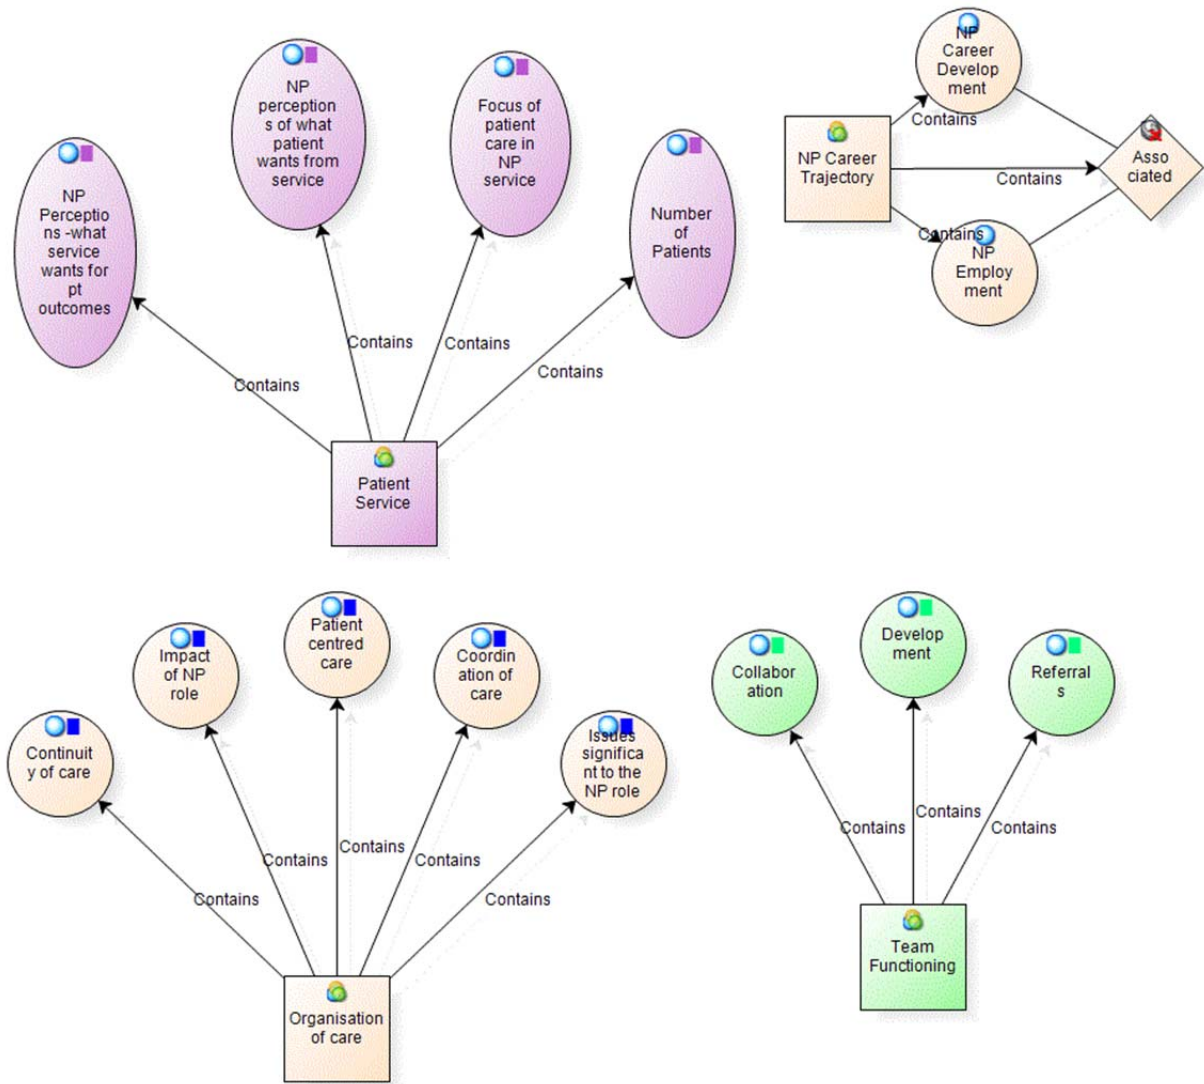 NP
Perceptio
ns -what
service
wants for
pt
outcomes
NP
perception
s of what
patient
wants from
service
Focus of
patient
care in
NP
service
Number
of
Patients
Contains
Contains
Contains
Contains
Patient
Service
NP
Career
Develop
ment
Contains
NP Career
Trajectory
Contains
Asso
ciated
Contains
NP
Employ
ment
Continuit
y of care
Impact
of NP
role
Patient
centred
care
Coordin
ation of
care
Issues
significa
nt to the
NP role
Contains
Contains
Contains
Contains
Contains
Organisation
of care
Collabor
ation
Develop
ment
Referral
s
Contains
Contains
Contains
Team
Functioning